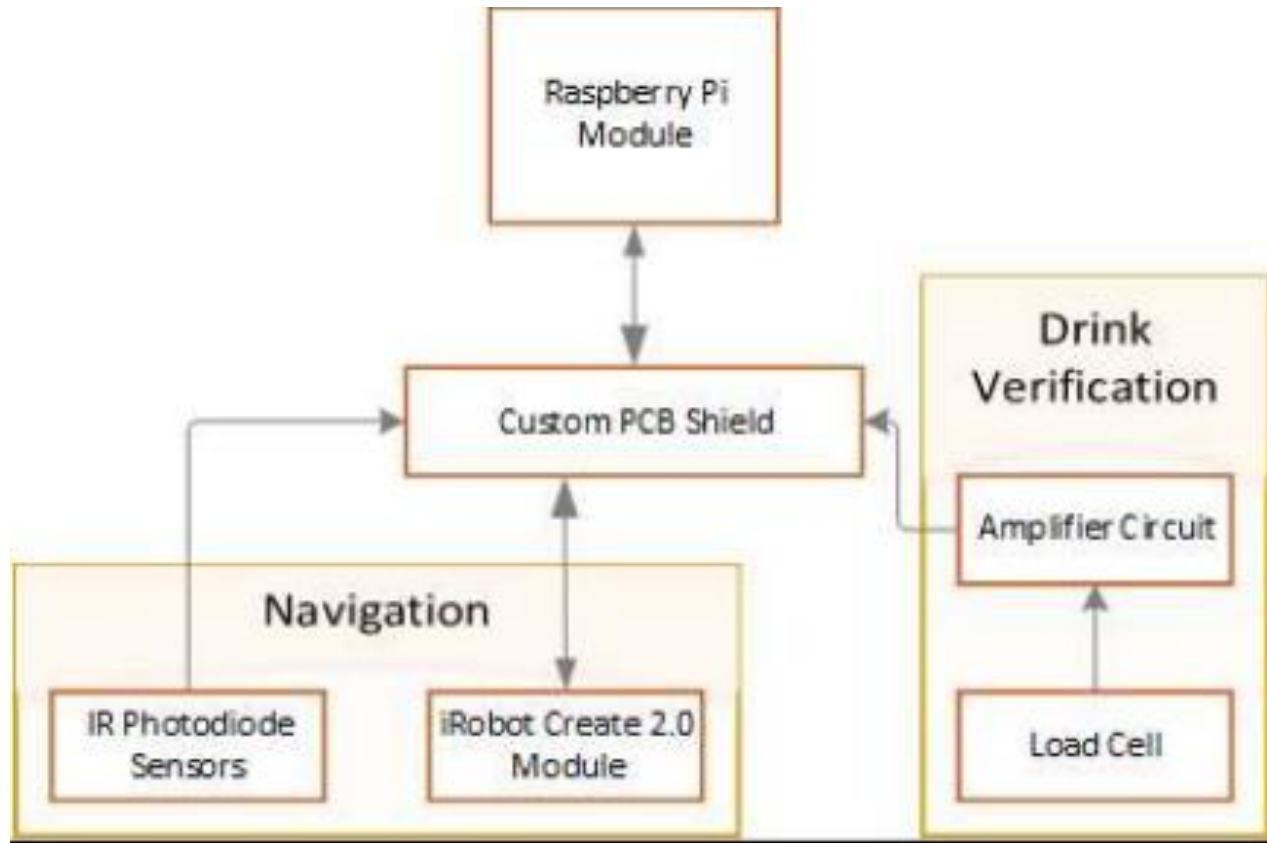 Raspberry Pi
Module
Drink
Verification
Custom PCB Shield
Amplifier Circuit
Navigation
IR Photodiode
Sensors
iRobot Create 2.0
Module
Load Cell